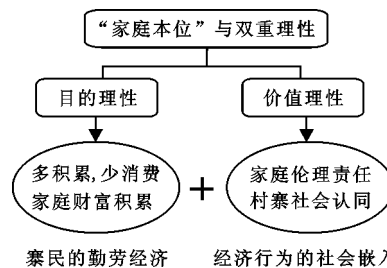 “家庭本位”与双重理性
目的理性
价值理性
多积累,少消费
家庭财富积累
+
家庭伦理责任
村寨社会认同
寨民的勤劳经济
经济行为的社会嵌入